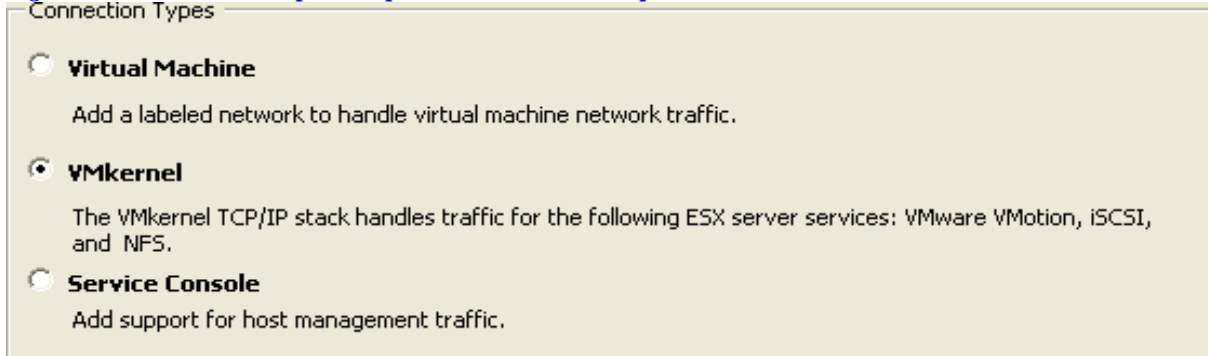 Connection Types
Virtual Machine
Add a labeled network to handle virtual machine network traffic.
VMkernel
The VMkernel TCP/IP stack handles traffic for the following ESX server services: VMware VMotion, iSCSI,
and NFS.
Service Console
Add support for host management traffic.